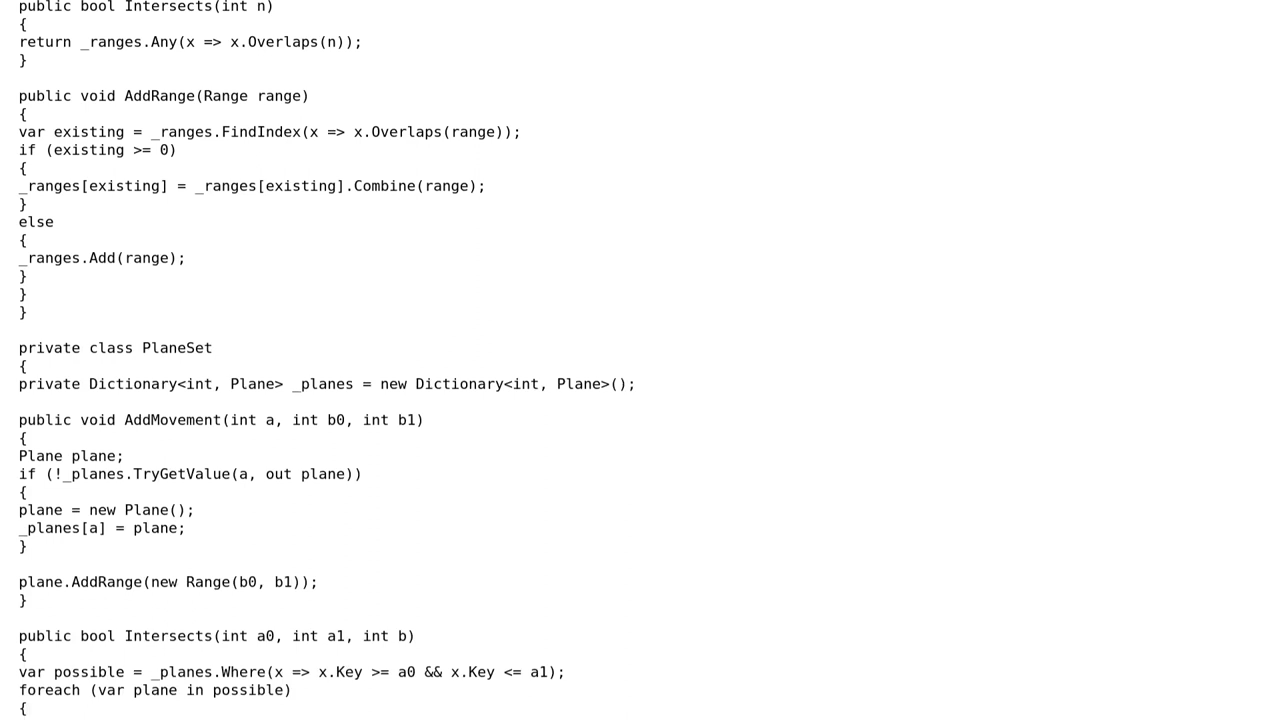 public bool Intersects(int n)
{
return _ranges.Any(x => x.Overlaps(n));
}

public void AddRange(Range range)
{
var existing = _ranges.FindIndex(x => x.Overlaps(range));
if (existing >= 0)
{
_ranges[existing] = _ranges[existing].Combine(range);
}
else
{
_ranges.Add(range);
}
}
}

private class PlaneSet
{
private Dictionary<int, Plane> _planes = new Dictionary<int, Plane>();

public void AddMovement(int a, int b0, int b1)
{
Plane plane;
if (!_planes.TryGetValue(a, out plane))
{
plane = new Plane();
_planes[a] = plane;
}

plane.AddRange(new Range(b0, b1));
}

public bool Intersects(int a0, int a1, int b)
{
var possible = _planes.Where(x => x.Key >= a0 && x.Key <= a1);
foreach (var plane in possible)
{